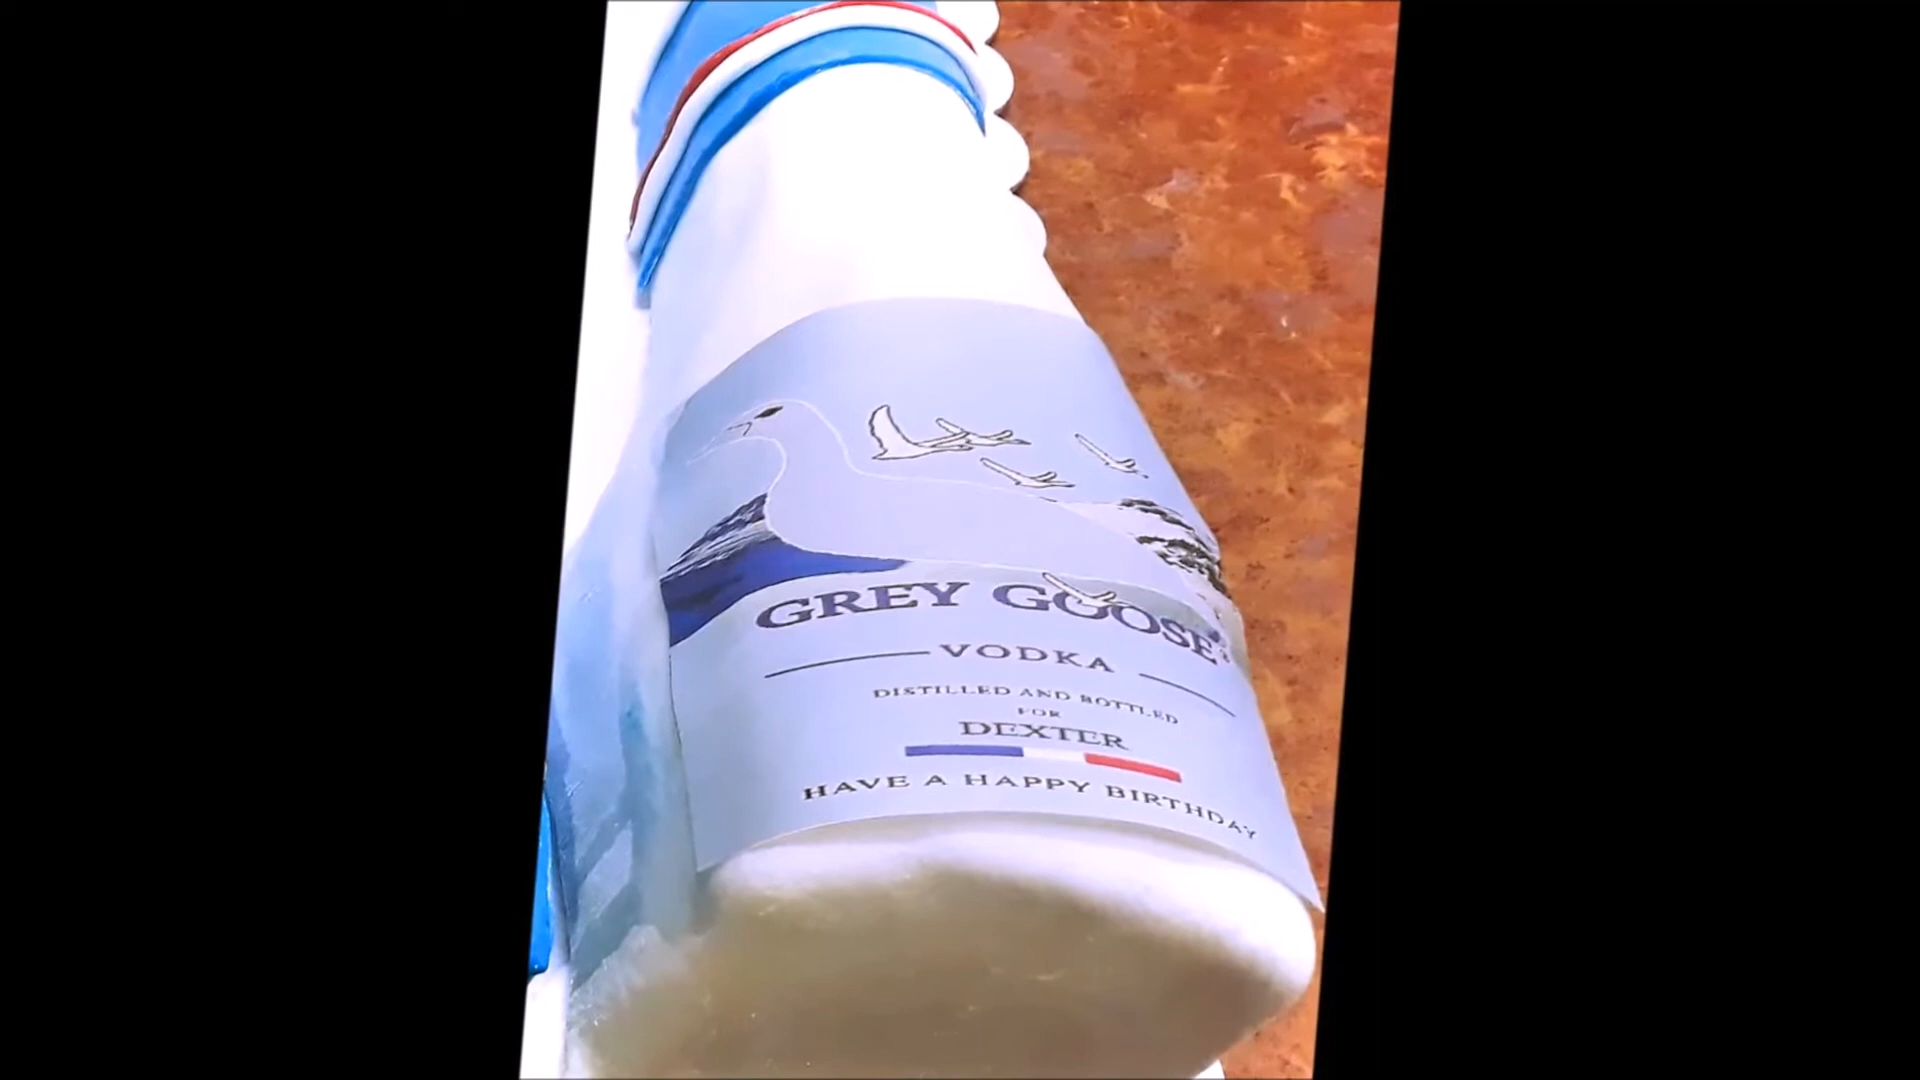 GREY GOOSE
VODKA
DISTILLED AND BOTTLED
FOR
DEXTER
HAVE A HAPPY BIRTHDAY